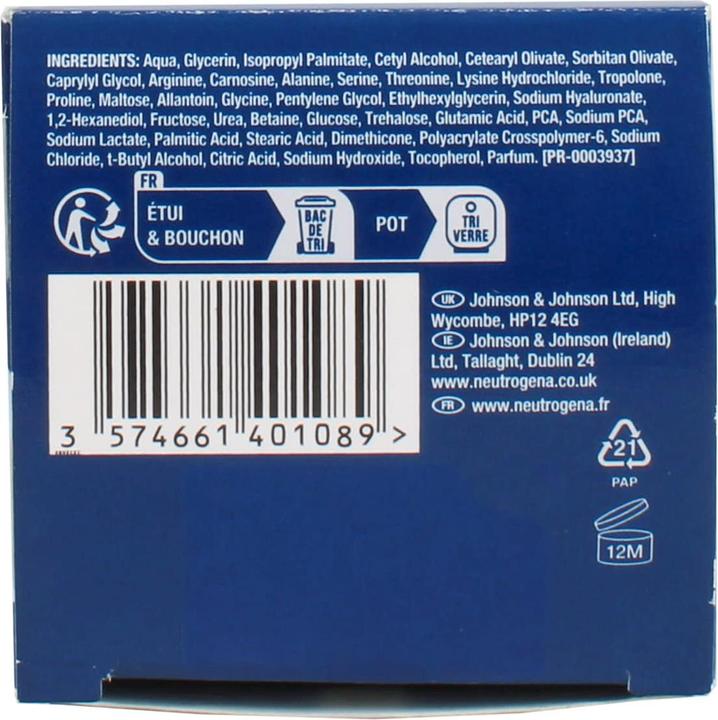 INGREDIENTS: Aqua, Glycerin, Isopropyl Palmitate, Cetyl Alcohol, Cetearyl Olivate, Sorbitan Olivate,
Caprylyl Glycol, Arginine, Carnosine, Alanine, Serine, Threonine, Lysine Hydrochloride, Tropolone,
Proline, Maltose, Allantoin, Glycine, Pentylene Glycol, Ethylhexylglycerin, Sodium Hyaluronate,
1,2-Hexanediol, Fructose, Urea, Betaine, Glucose, Trehalose, Glutamic Acid, PCA, Sodium PCA,
Sodium Lactate, Palmitic Acid, Stearic Acid, Dimethicone, Polyacrylate Crosspolymer-6, Sodium
Chloride, t-Butyl Alcohol, Citric Acid, Sodium Hydroxide, Tocopherol, Parfum. [PR-0003937]
FR
ÉTUI
& BOUCHON
BAC
DE
TRI
POT
TRI
VERRE
UK Johnson & Johnson Ltd, High
Wycombe, HP12 4EG
IE Johnson & Johnson (Ireland)
Ltd, Tallaght, Dublin 24
www.neutrogena.co.uk
FR www.neutrogena.fr
3 574661 401089 >
21
PAP
12M